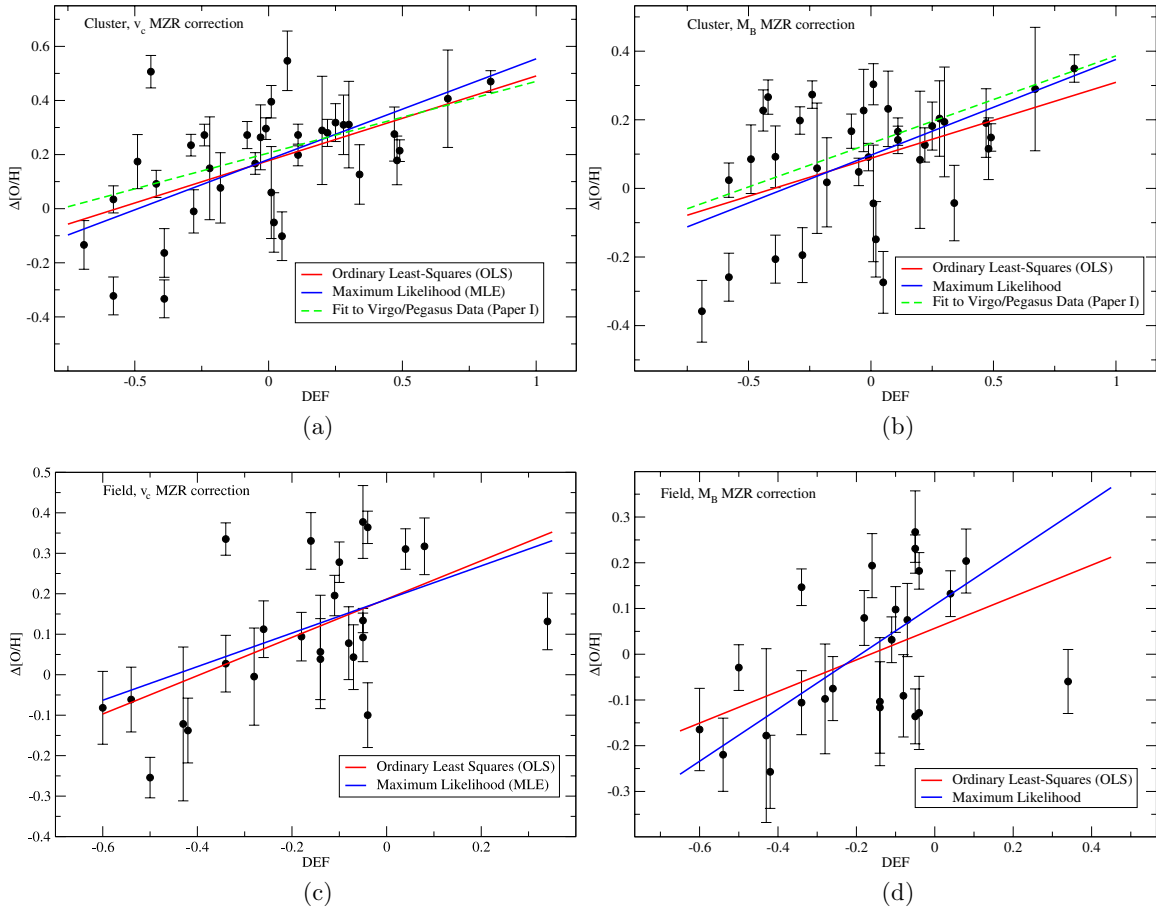 Cluster, νc MZR correction
Δ[O/H]
0.6
0.4
0.2
0
-0.2
-0.4
Ordinary Least-Squares (OLS)
Maximum Likelihood (MLE)
Fit to Virgo/Pegasus Data (Paper I)
-0.5 0 0.5 1
DEF
(a)
Cluster, MB MZR correction
Δ[O/H]
0.4
0.2
0
-0.2
-0.4
Ordinary Least-Squares (OLS)
Maximum Likelihood
Fit to Virgo/Pegasus Data (Paper I)
-0.5 0 0.5 1
DEF
(b)
Field, νc MZR correction
Δ[O/H]
0.5
0.4
0.3
0.2
0.1
0
-0.1
-0.2
-0.3
-0.4
Ordinary Least Squares (OLS)
Maximum Likelihood (MLE)
-0.6 -0.4 -0.2 0 0.2
DEF
(c)
Field, MB MZR correction
Δ[O/H]
0.3
0.2
0.1
0
-0.1
-0.2
-0.3
Ordinary Least-Squares (OLS)
Maximum Likelihood
-0.6 -0.4 -0.2 0 0.2 0.4
DEF
(d)